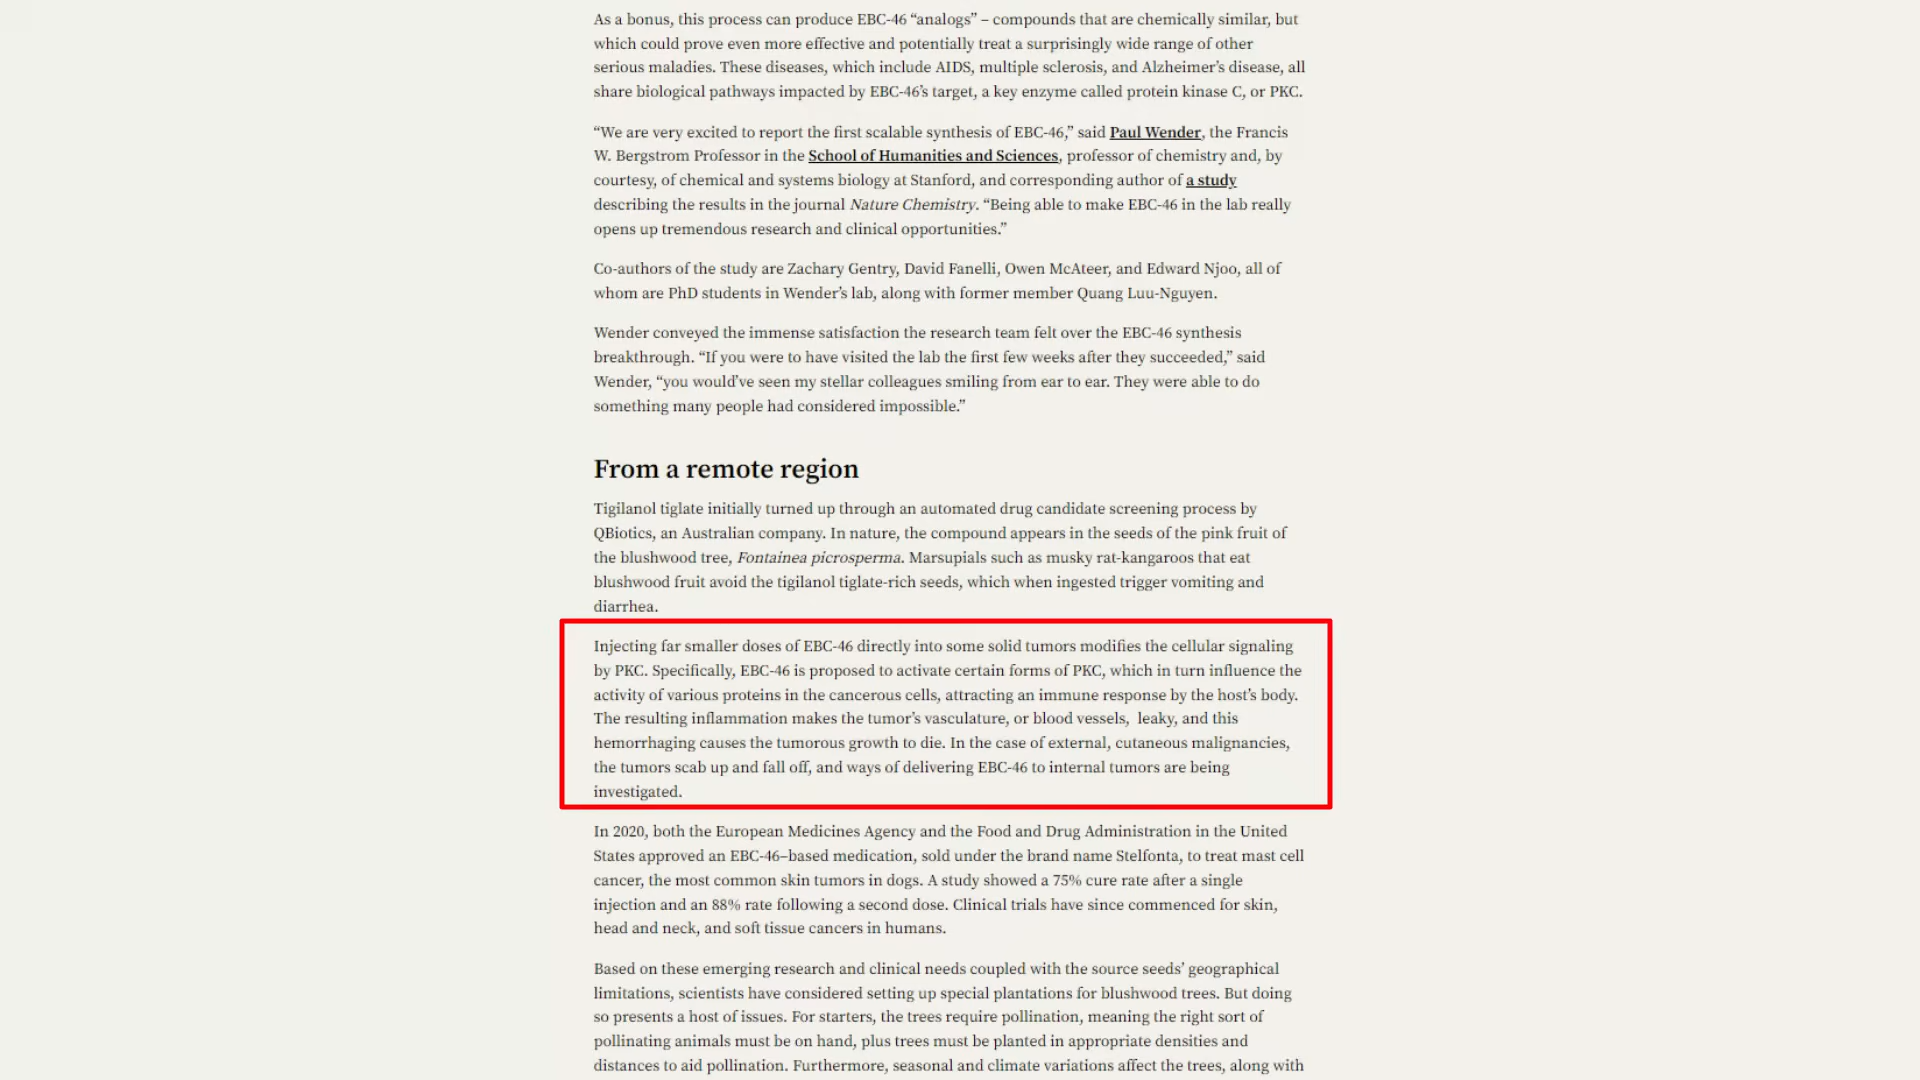 As a bonus, this process can produce EBC-46 “analogs” – compounds that are chemically similar, but
which could prove even more effective and potentially treat a surprisingly wide range of other
serious maladies. These diseases, which include AIDS, multiple sclerosis, and Alzheimer’s disease, all
share biological pathways impacted by EBC-46’s target, a key enzyme called protein kinase C, or PKC.
“We are very excited to report the first scalable synthesis of EBC-46,” said Paul Wender, the Francis
W. Bergstrom Professor in the School of Humanities and Sciences, professor of chemistry and, by
courtesy, of chemical and systems biology at Stanford, and corresponding author of a study
describing the results in the journal Nature Chemistry. “Being able to make EBC-46 in the lab really
opens up tremendous research and clinical opportunities.”
Co-authors of the study are Zachary Gentry, David Fanelli, Owen McAteer, and Edward Njoo, all of
whom are PhD students in Wender’s lab, along with former member Quang Luu-Nguyen.
Wender conveyed the immense satisfaction the research team felt over the EBC-46 synthesis
breakthrough. “If you were to have visited the lab the first few weeks after they succeeded,” said
Wender, “you would’ve seen my stellar colleagues smiling from ear to ear. They were able to do
something many people had considered impossible.”
From a remote region
Tigilanol tiglate initially turned up through an automated drug candidate screening process by
QBiotics, an Australian company. In nature, the compound appears in the seeds of the pink fruit of
the blushwood tree, Fontainea picrosperma. Marsupials such as musky rat-kangaroos that eat
blushwood fruit avoid the tigilanol tiglate-rich seeds, which when ingested trigger vomiting and
diarrhea.
Injecting far smaller doses of EBC-46 directly into some solid tumors modifies the cellular signaling
by PKC. Specifically, EBC-46 is proposed to activate certain forms of PKC, which in turn influence the
activity of various proteins in the cancerous cells, attracting an immune response by the host’s body.
The resulting inflammation makes the tumor’s vasculature, or blood vessels,  leaky, and this
hemorrhaging causes the tumorous growth to die. In the case of external, cutaneous malignancies,
the tumors scab up and fall off, and ways of delivering EBC-46 to internal tumors are being
investigated.
In 2020, both the European Medicines Agency and the Food and Drug Administration in the United
States approved an EBC-46–based medication, sold under the brand name Stelfonta, to treat mast cell
cancer, the most common skin tumors in dogs. A study showed a 75% cure rate after a single
injection and an 88% rate following a second dose. Clinical trials have since commenced for skin,
head and neck, and soft tissue cancers in humans.
Based on these emerging research and clinical needs coupled with the source seeds’ geographical
limitations, scientists have considered setting up special plantations for blushwood trees. But doing
so presents a host of issues. For starters, the trees require pollination, meaning the right sort of
pollinating animals must be on hand, plus trees must be planted in appropriate densities and
distances to aid pollination. Furthermore, seasonal and climate variations affect the trees, along with